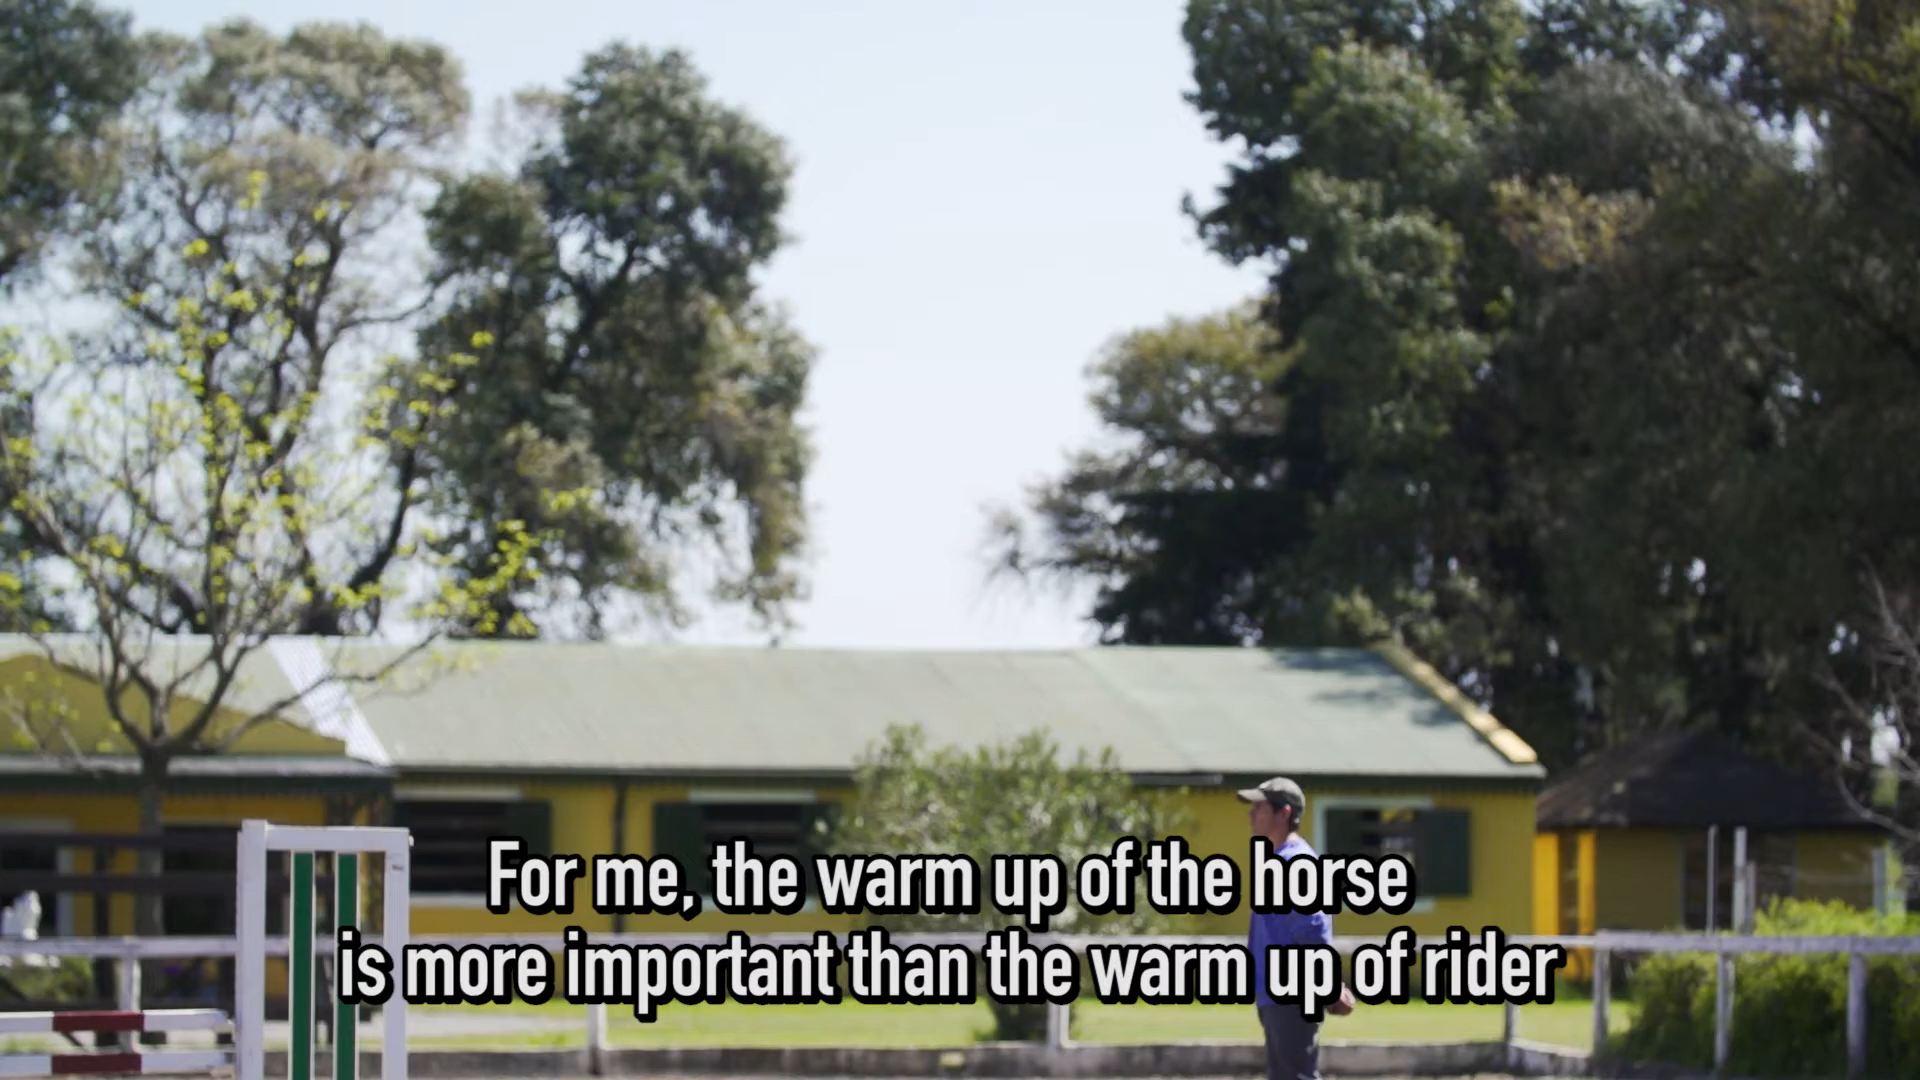 For me, the warm up of the horse
is more important than the warm up of rider